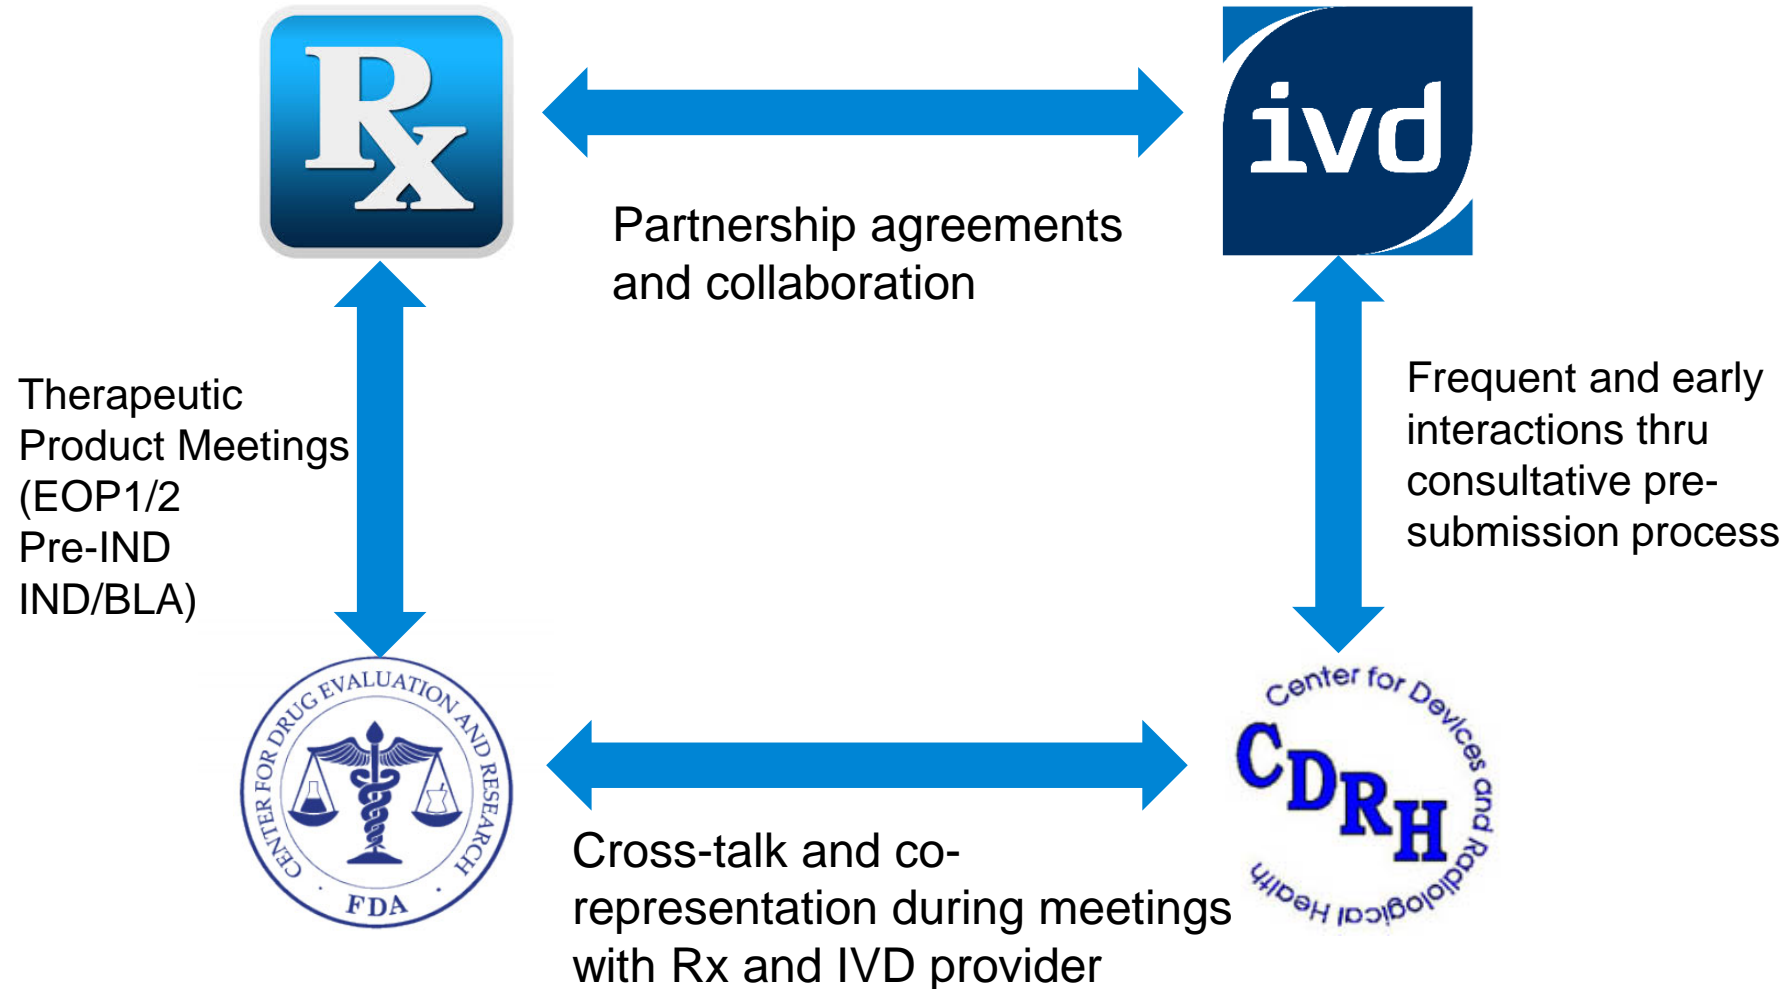 Rx
ivd
Partnership agreements
and collaboration
Therapeutic
Product Meetings
(EOP1/2
Pre-IND
IND/BLA)
Frequent and early
interactions thru
consultative pre-
submission process
CENTER FOR DRUG EVALUATION AND RESEARCH
FDA
Center for Devices and Radiological Health
CDRH
Cross-talk and co-
representation during meetings
with Rx and IVD provider